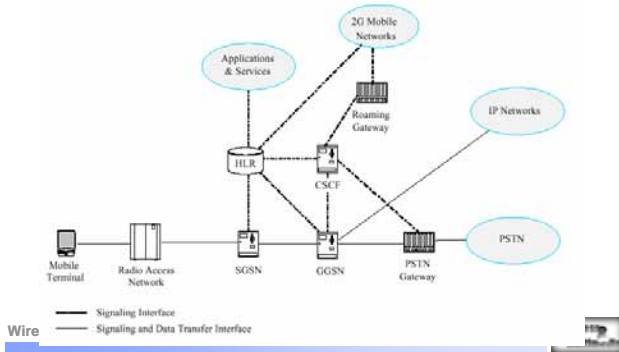 2G Mobile
Networks
Applications
& Services
Roaming
Gateway
IP Networks
HLR
CSCF
PSTN
Mobile
Terminal
Radio Access
Network
SGSN
GGSN
PSTN
Gateway
Signaling Interface
Signaling and Data Transfer Interface
Wire